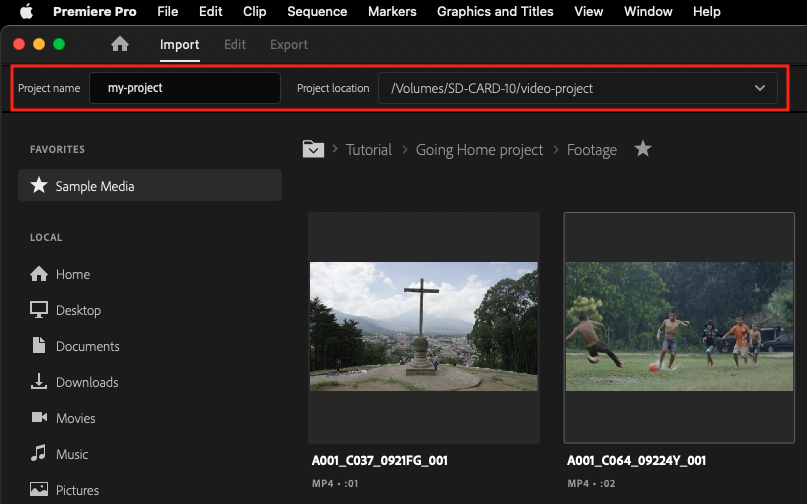 Premiere Pro File Edit Clip Sequence Markers Graphics and Titles View Window Help
Import Edit Export
Project name my-project Project location /Volumes/SD-CARD-10/video-project
FAVORITES
Sample Media
LOCAL
Home
Desktop
Documents
Downloads
Movies
Music
Pictures
Tutorial > Going Home project > Footage
A001_C037_0921FG_001
MP4 • :01
A001_C064_09224Y_001
MP4 • :02